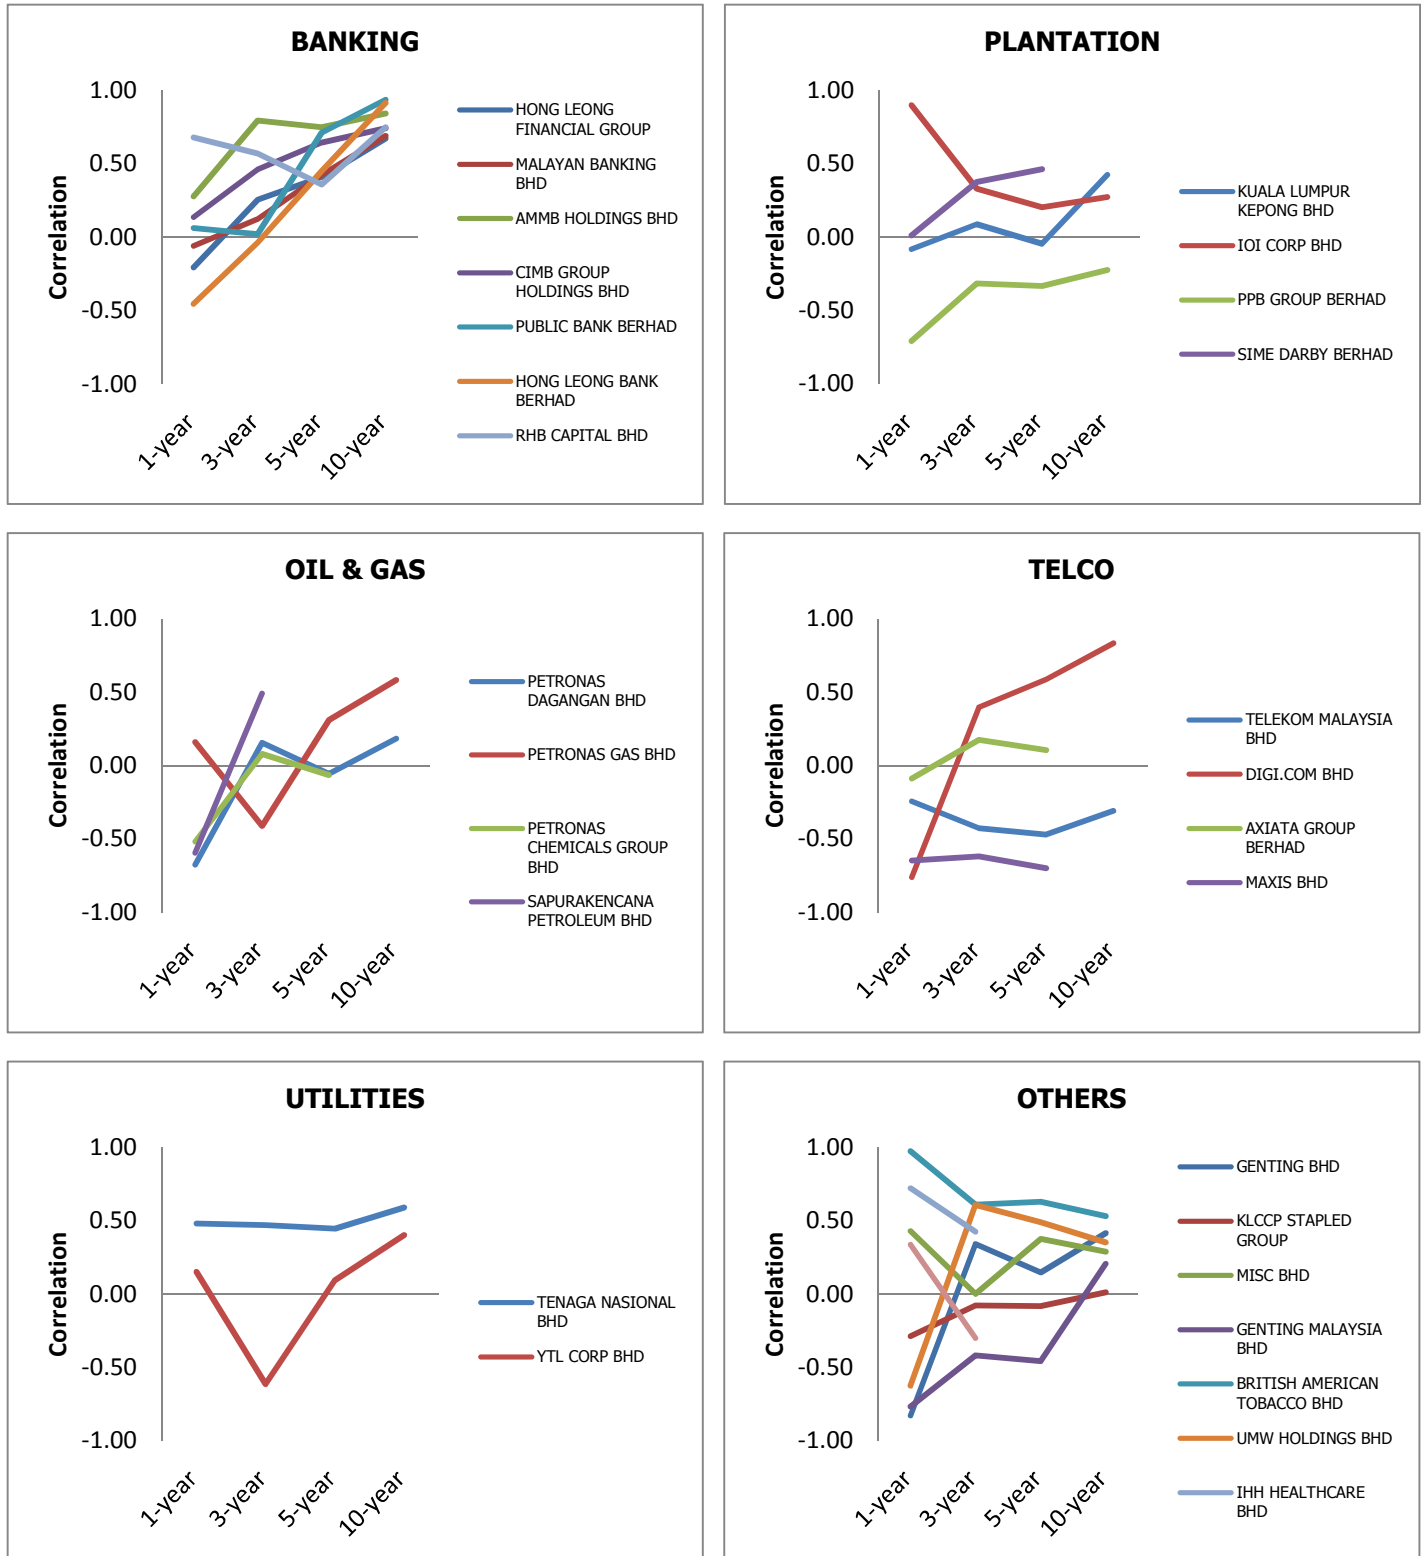 BANKING
1.00
0.50
0.00
-0.50
-1.00
Correlation
1-year
3-year
5-year
10-year
HONG LEONG
FINANCIAL GROUP
MALAYAN BANKING
BHD
AMMB HOLDINGS BHD
CIMB GROUP
HOLDINGS BHD
PUBLIC BANK BERHAD
HONG LEONG BANK
BERHAD
RHB CAPITAL BHD
PLANTATION
1.00
0.50
0.00
-0.50
-1.00
Correlation
1-year
3-year
5-year
10-year
KUALA LUMPUR
KEPONG BHD
IOI CORP BHD
PPB GROUP BERHAD
SIME DARBY BERHAD
OIL & GAS
1.00
0.50
0.00
-0.50
-1.00
Correlation
1-year
3-year
5-year
10-year
PETRONAS
DAGANGAN BHD
PETRONAS GAS BHD
PETRONAS
CHEMICALS GROUP
BHD
SAPURAKENCANA
PETROLEUM BHD
TELCO
1.00
0.50
0.00
-0.50
-1.00
Correlation
1-year
3-year
5-year
10-year
TELEKOM MALAYSIA
BHD
DIGI.COM BHD
AXIATA GROUP
BERHAD
MAXIS BHD
UTILITIES
1.00
0.50
0.00
-0.50
-1.00
Correlation
1-year
3-year
5-year
10-year
TENAGA NASIONAL
BHD
YTL CORP BHD
OTHERS
1.00
0.50
0.00
-0.50
-1.00
Correlation
1-year
3-year
5-year
10-year
GENTING BHD
KLCCP STAPLED
GROUP
MISC BHD
GENTING MALAYSIA
BHD
BRITISH AMERICAN
TOBACCO BHD
UMW HOLDINGS BHD
IHH HEALTHCARE
BHD